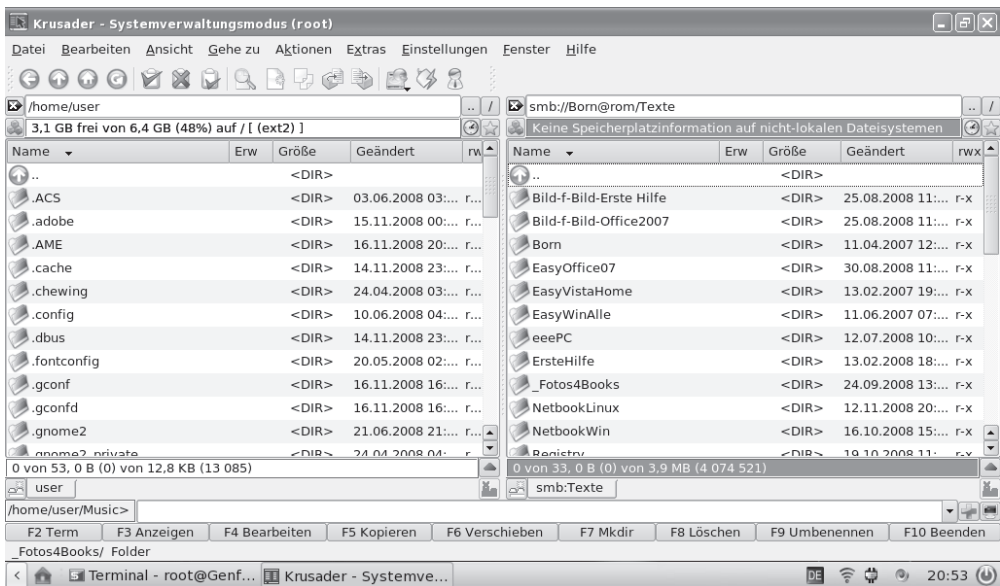 Krusader - Systemverwaltungsmodus (root)
Datei Bearbeiten Ansicht Gehe zu Aktionen Extras Einstellungen Fenster Hilfe
/home/user .. / smb://Born@rom/Texte .. /
3,1 GB frei von 6,4 GB (48%) auf / [ (ext2) ] Keine Speicherplatzinformation auf nicht-lokalen Dateisystemen
Name Erw Größe Geändert rw Name Erw Größe Geändert rwx
.. <DIR> .. <DIR>
.ACS <DIR> 03.06.2008 03:... r... Bild-f-Bild-Erste Hilfe <DIR> 25.08.2008 11:... r-x
.adobe <DIR> 15.11.2008 00:... r... Bild-f-Bild-Office2007 <DIR> 25.08.2008 11:... r-x
.AME <DIR> 16.11.2008 20:... r... Born <DIR> 11.04.2007 12:... r-x
.cache <DIR> 14.11.2008 23:... r... EasyOffice07 <DIR> 30.08.2008 11:... r-x
.chewing <DIR> 24.04.2008 03:... r... EasyVistaHome <DIR> 13.02.2007 19:... r-x
.config <DIR> 10.06.2008 04:... r... EasyWinAlle <DIR> 11.06.2007 07:... r-x
.dbus <DIR> 14.11.2008 23:... r... eeePC <DIR> 12.07.2008 10:... r-x
.fontconfig <DIR> 20.05.2008 02:... r... ErsteHilfe <DIR> 13.02.2008 18:... r-x
.gconf <DIR> 16.11.2008 16:... r... _Fotos4Books <DIR> 24.09.2008 13:... r-x
.gconfd <DIR> 16.11.2008 16:... r... NetbookLinux <DIR> 12.11.2008 20:... r-x
.gnome2 <DIR> 21.06.2008 21:... r... NetbookWin <DIR> 16.10.2008 15:... r-x
.gnome2_private <DIR> 24.04.2008 04: r Registry <DIR> 19.10.2008 11: r-x
0 von 53, 0 B (0) von 12,8 KB (13 085) 0 von 33, 0 B (0) von 3,9 MB (4 074 521)
user smb:Texte
/home/user/Music>
F2 Term F3 Anzeigen F4 Bearbeiten F5 Kopieren F6 Verschieben F7 Mkdir F8 Löschen F9 Umbenennen F10 Beenden
_Fotos4Books/ Folder
Terminal - root@Genf... Krusader - Systemve... DE 20:53